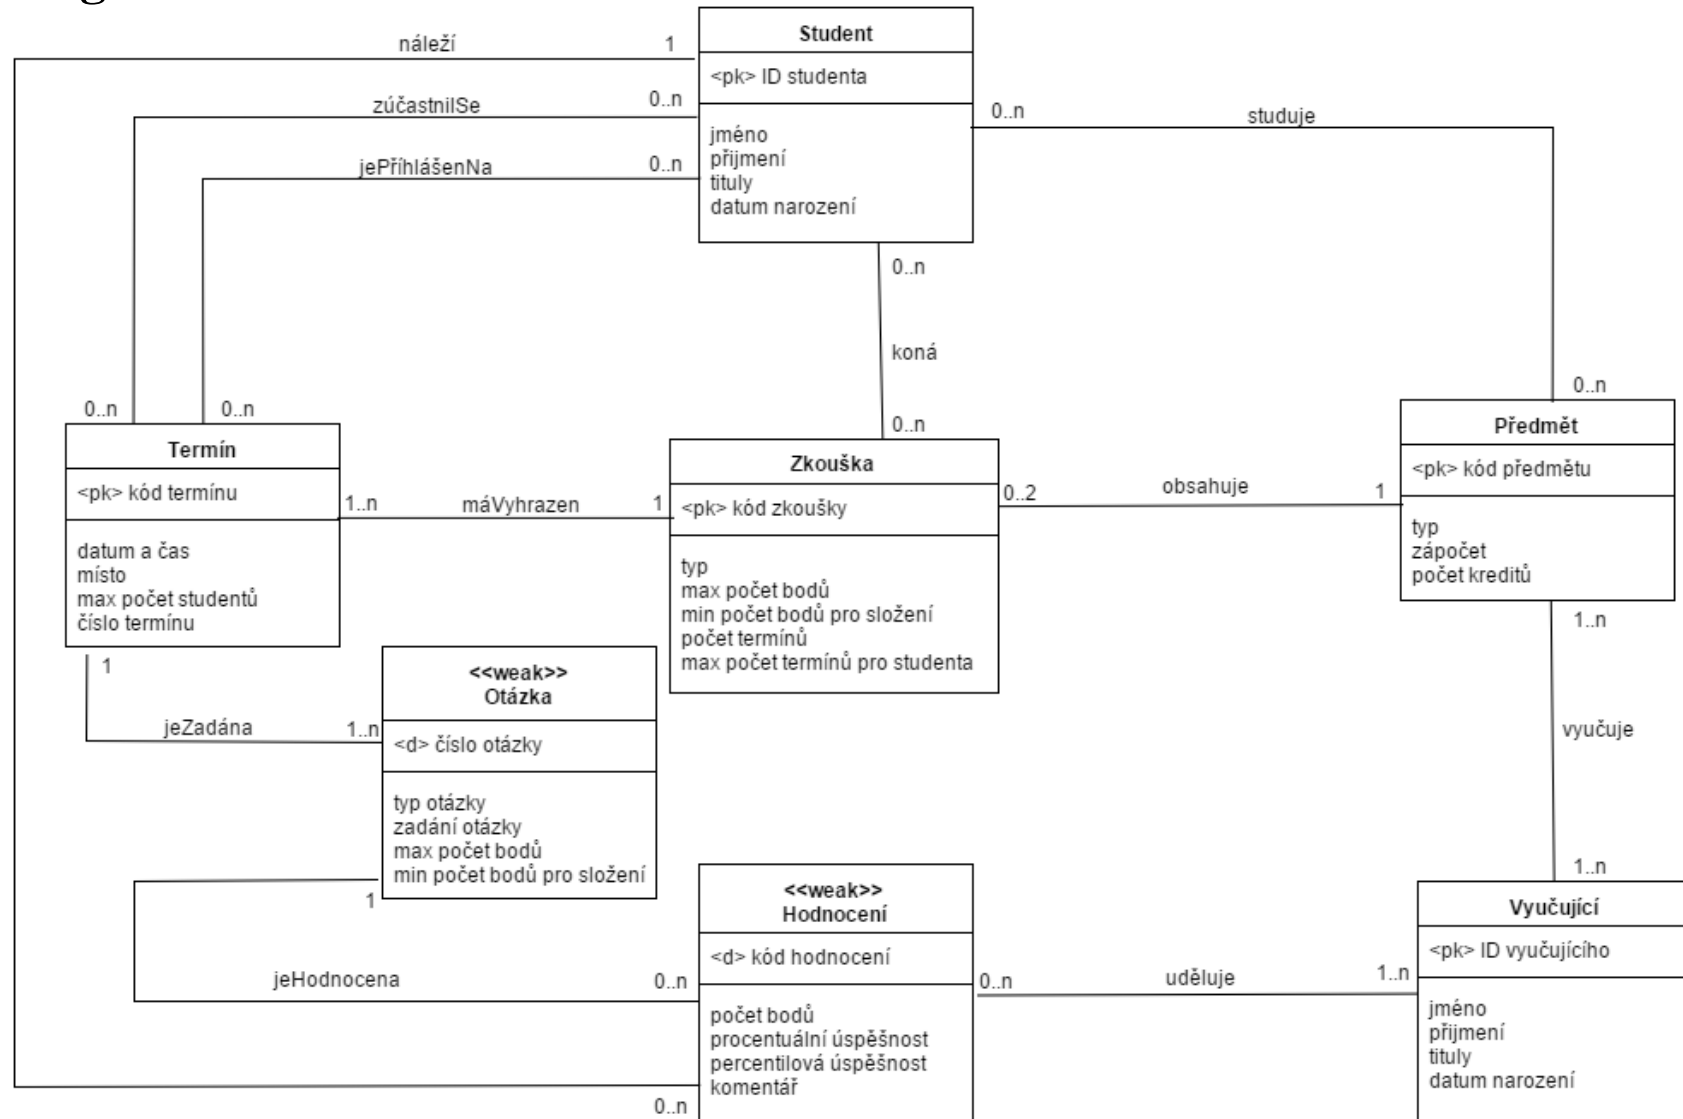 náleží
1
Student
<pk> ID studenta
zúčastnilSe
0..n
jméno
příjmení
tituly
datum narození
0..n
studuje
jePříhlášenNa
0..n
0..n
koná
0..n
0..n
0..n
0..n
Termín
<pk> kód termínu
datum a čas
místo
max počet studentů
číslo termínu
1..n
máVyhrazen
1
Zkouška
<pk> kód zkoušky
typ
max počet bodů
min počet bodů pro složení
počet termínů
max počet termínů pro studenta
0..2
obsahuje
1
Předmět
<pk> kód předmětu
typ
zápočet
počet kreditů
1
jeZadána
1..n
<<weak>>
Otázka
<d> číslo otázky
typ otázky
zadání otázky
max počet bodů
min počet bodů pro složení
1..n
vyučuje
1..n
1
jeHodnocena
0..n
<<weak>>
Hodnocení
<d> kód hodnocení
počet bodů
procentuální úspěšnost
percentilová úspěšnost
komentář
0..n
0..n
uděluje
1..n
Vyučující
<pk> ID vyučujícího
jméno
příjmení
tituly
datum narození